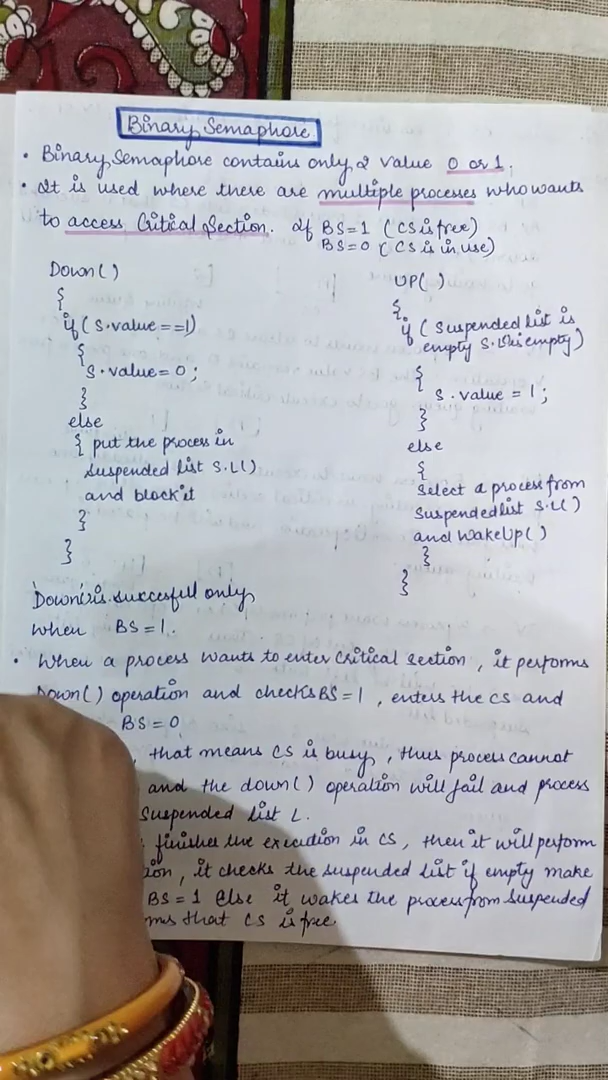 Binary Semaphore
• Binary Semaphore contains only 2 value 0 or 1.
• It is used where there are multiple processes who wants
to access Critical Section. If BS=1 (CS is free)
BS=0 (CS is in use)
Down()
{
if (S.value ==1)
{
S.value = 0;
}
else
{ put the process in
suspended list S.L()
and block it
}
}
UP()
{
if (Suspended list is
empty S.L is empty)
{
S.value = 1;
}
else
{
Select a process from
Suspended list S.L()
and WakeUp()
}
}
Down() is successful only
when BS=1.
• When a process wants to enter Critical section, it performs
Down() operation and checks BS=1, enters the CS and
BS=0
, that means CS is busy, thus process cannot
and the down() operation will fail and process
Suspended list L.
finishes the execution in CS, then it will perform
, it checks the suspended list if empty make
BS=1 Else it wakes the process from Suspended
that CS is free